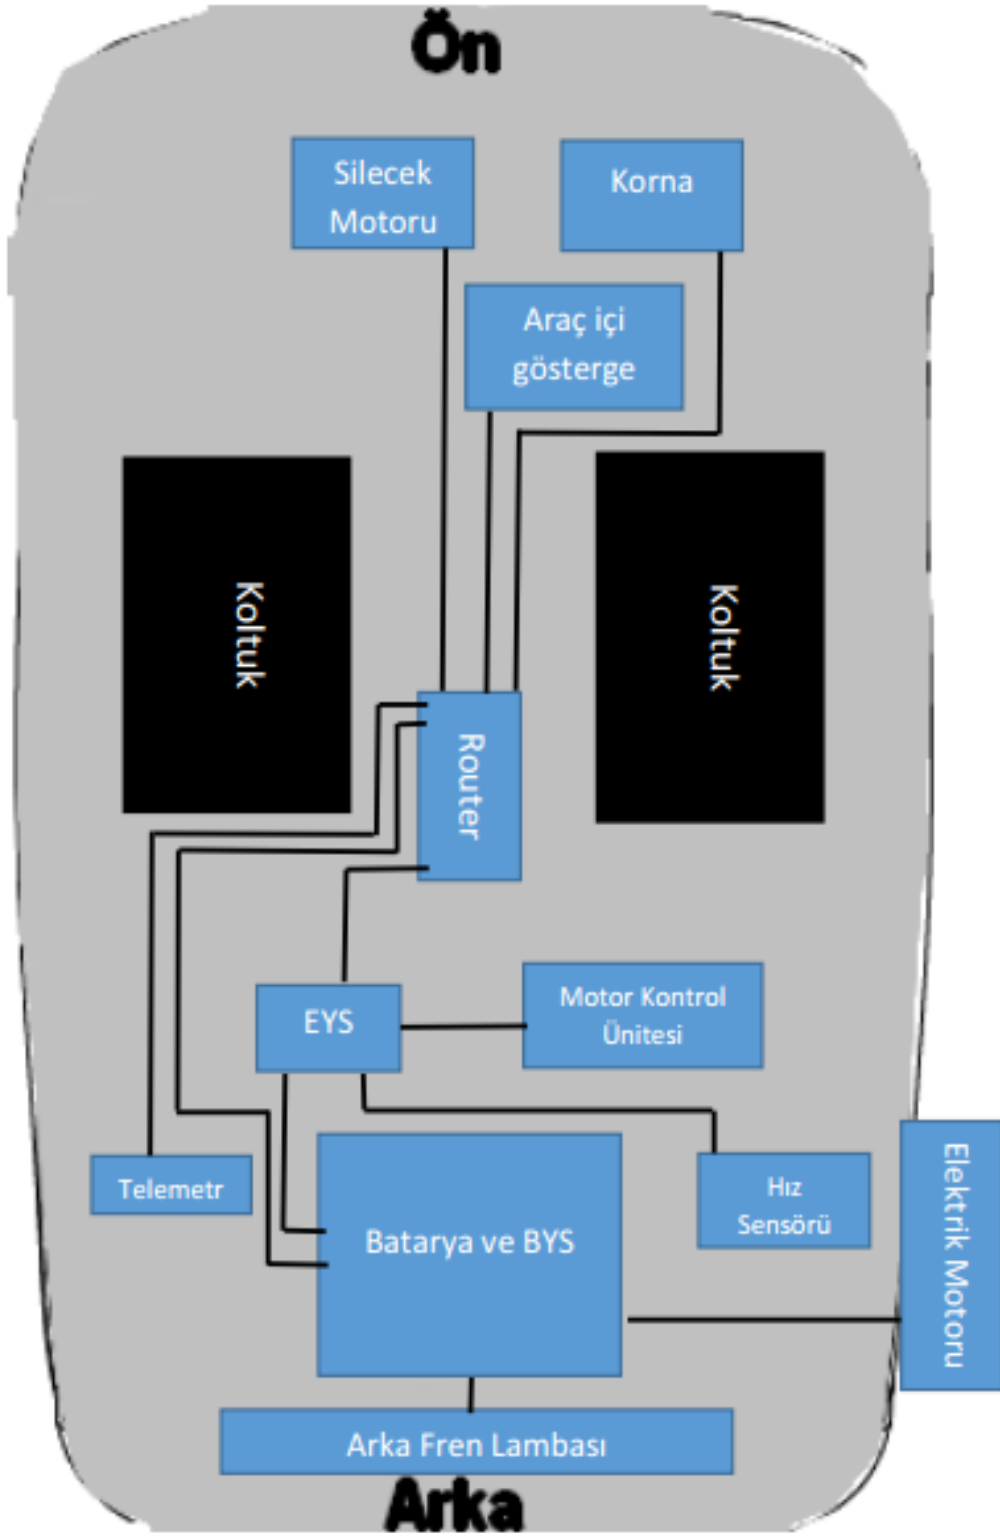 Ön
Silecek
Motoru
Korna
Araç içi
gösterge
Koltuk
Koltuk
Router
EYS
Motor Kontrol
Ünitesi
Telemetr
Batarya ve BYS
Hız
Sensörü
Elektrik Motoru
Arka Fren Lambası
Arka